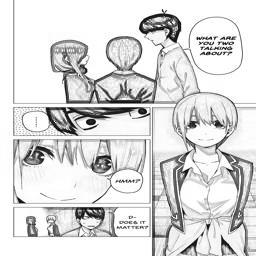 WHAT ARE
YOU TWO
TALKING
ABOUT?
......
HMM?
D-
DOES IT
MATTER?